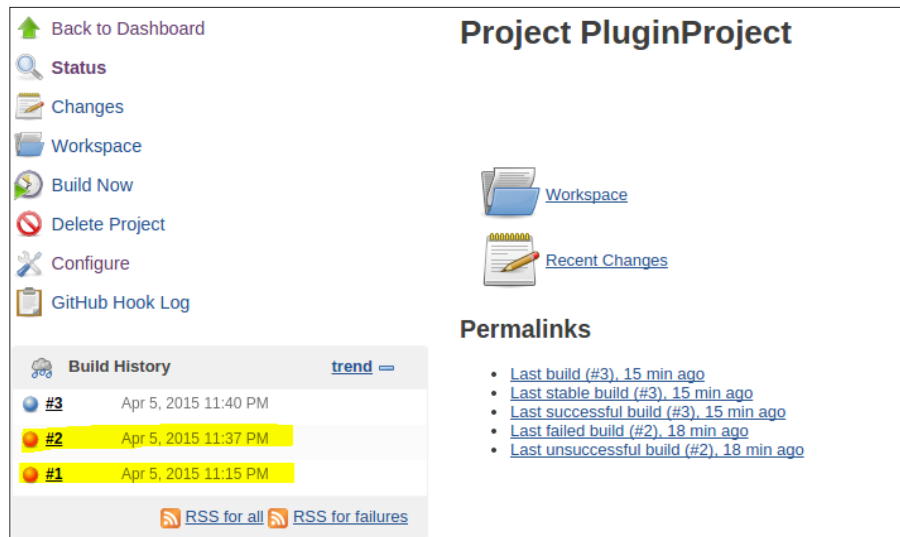 Back to Dashboard
Status
Changes
Workspace
Build Now
Delete Project
Configure
GitHub Hook Log
Build History trend
#3 Apr 5, 2015 11:40 PM
#2 Apr 5, 2015 11:37 PM
#1 Apr 5, 2015 11:15 PM
RSS for all RSS for failures
Project PluginProject
Workspace
Recent Changes
Permalinks
Last build (#3), 15 min ago
Last stable build (#3), 15 min ago
Last successful build (#3), 15 min ago
Last failed build (#2), 18 min ago
Last unsuccessful build (#2), 18 min ago